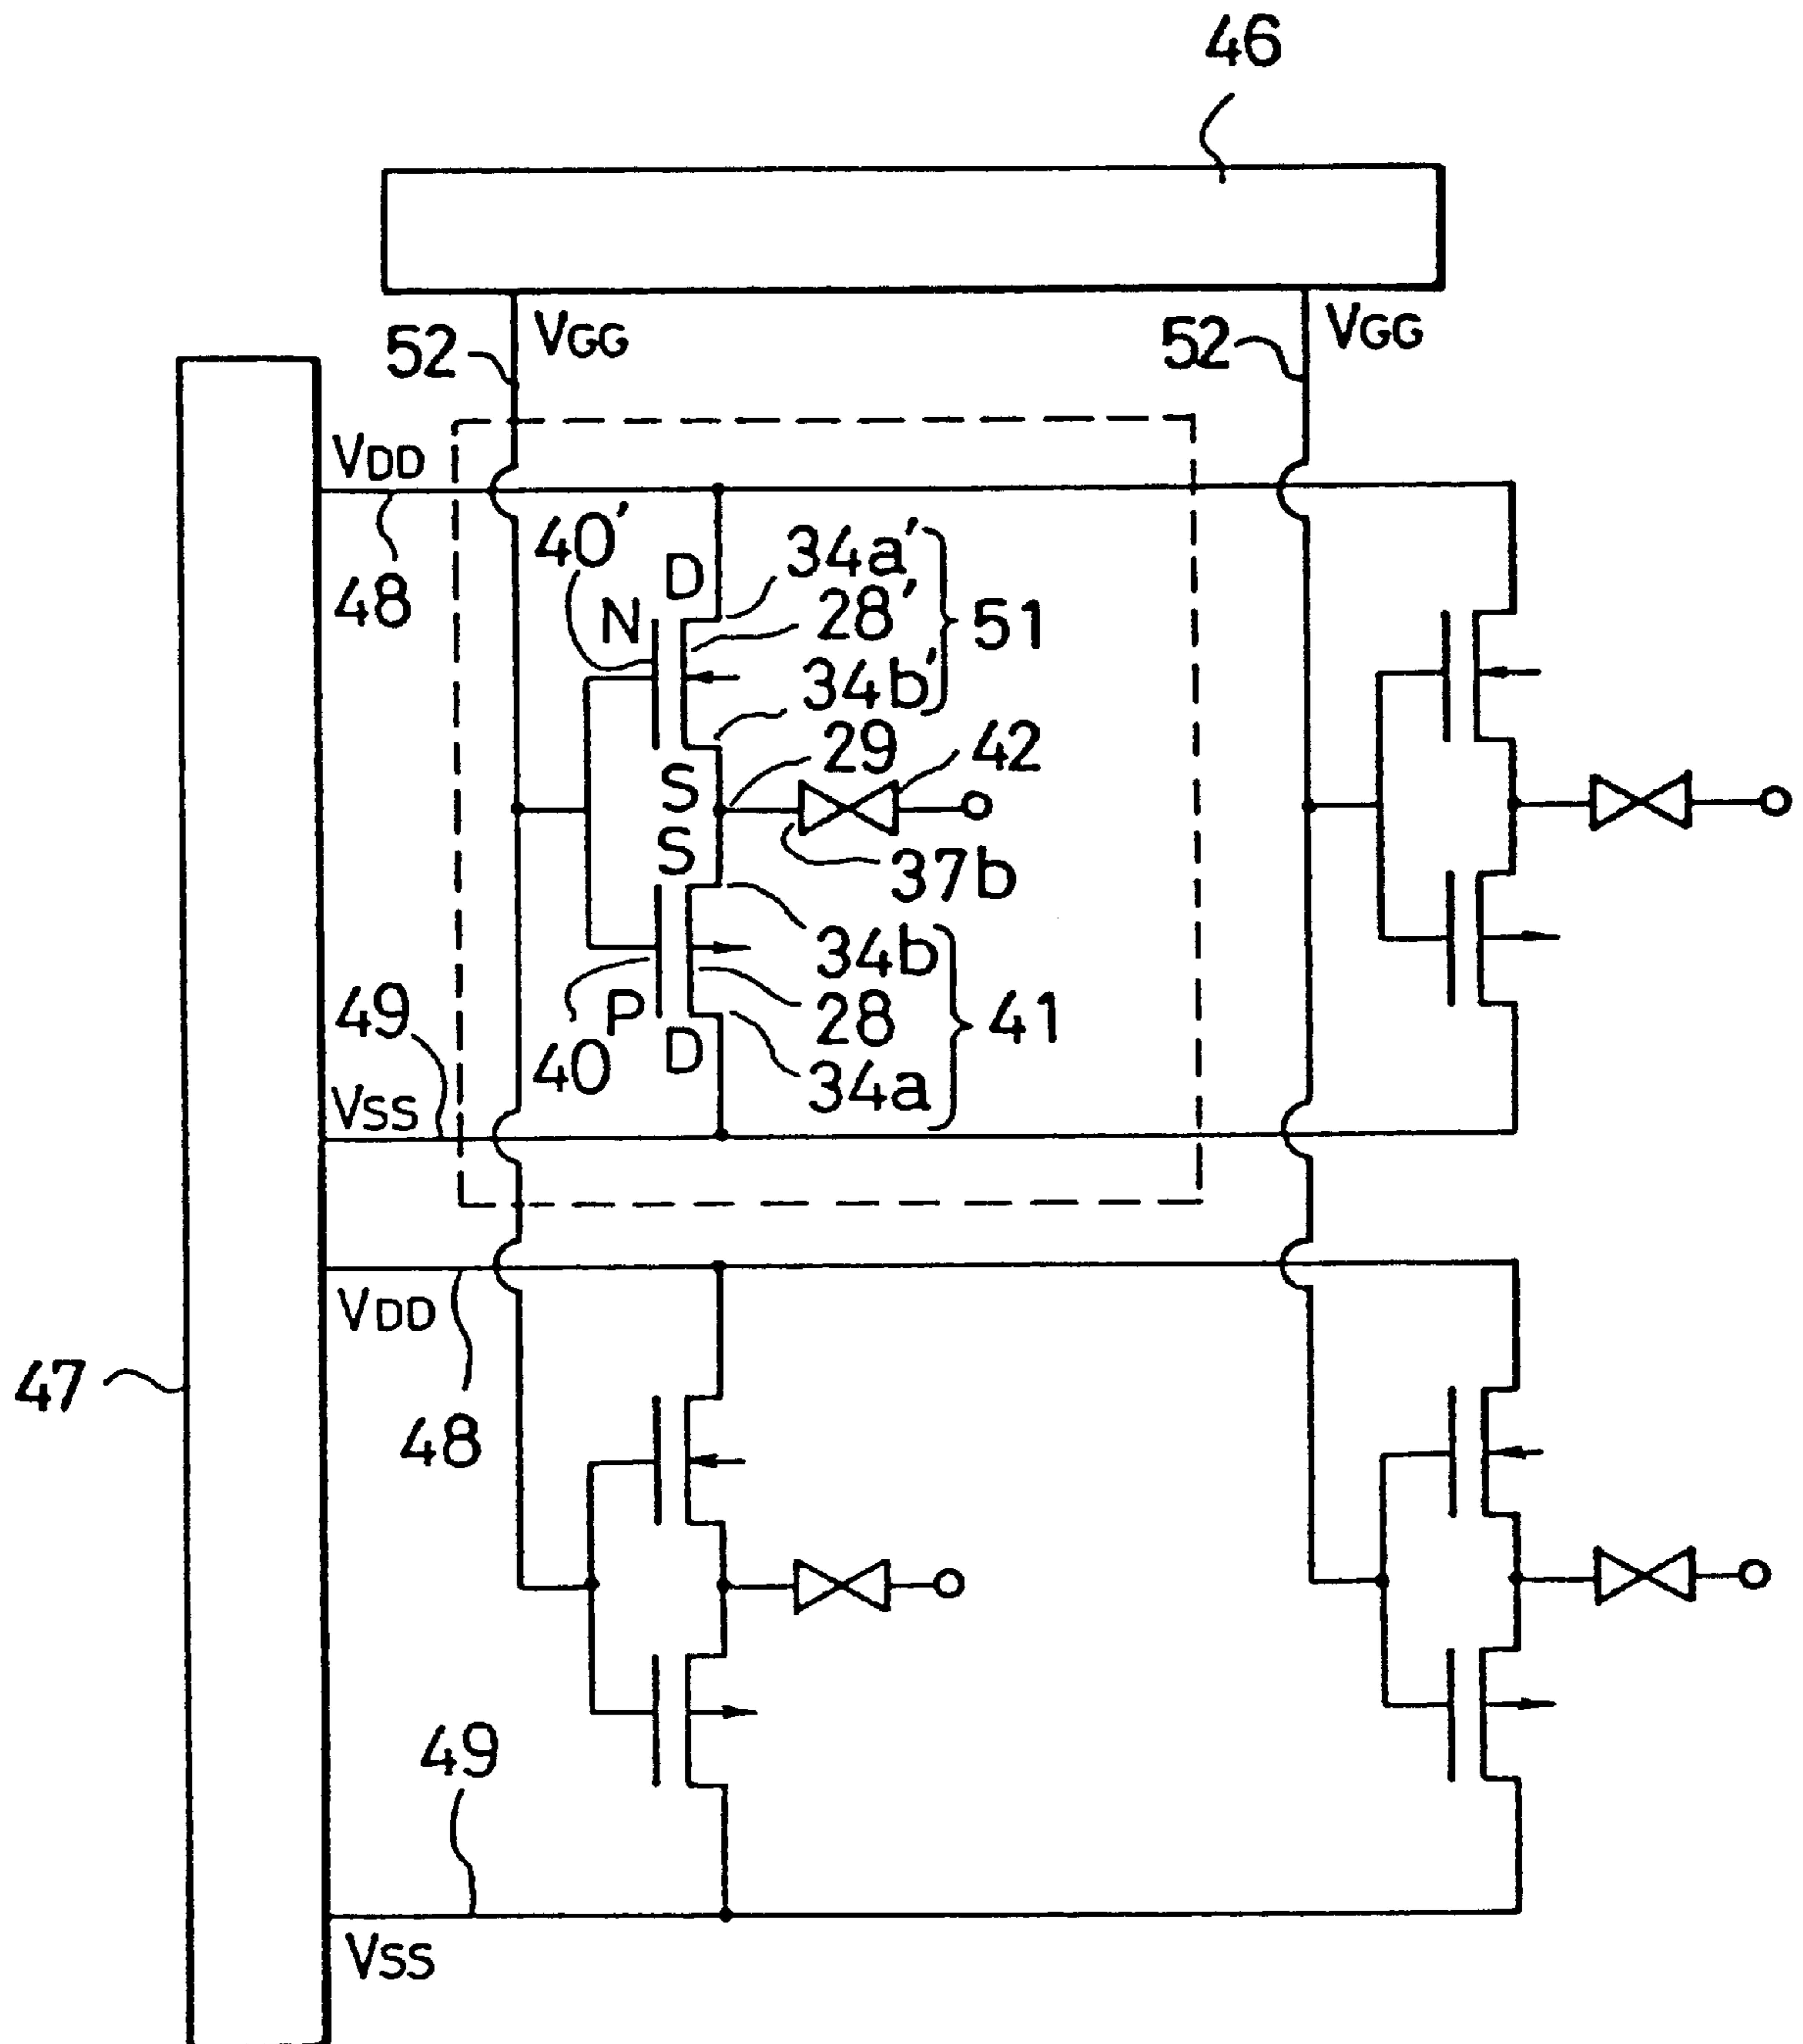 46
52 VGG 52 VGG
VDD
48
40′ D 34a′
N 28′ 51
34b′
S 29 42
S 37b
34b
49 P 28 41
40 D 34a
VSS
VDD
47
48
49
VSS